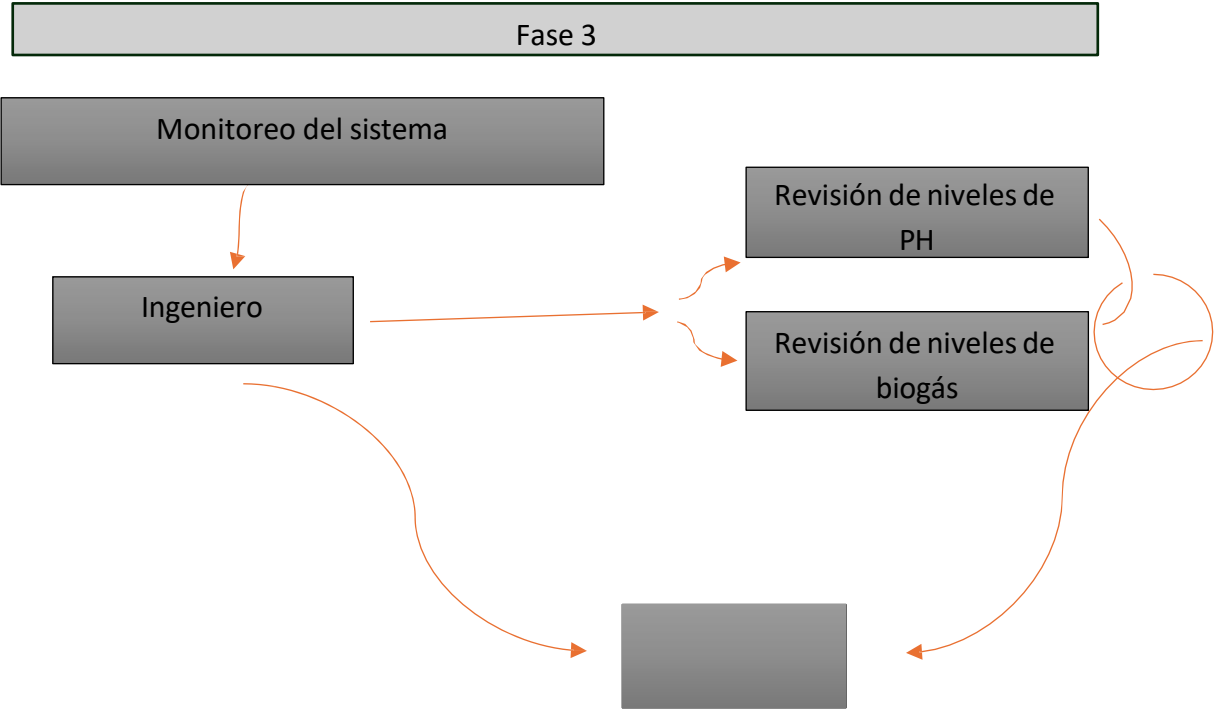 Fase 3
Monitoreo del sistema
Revisión de niveles de
PH
Ingeniero
Revisión de niveles de
biogás